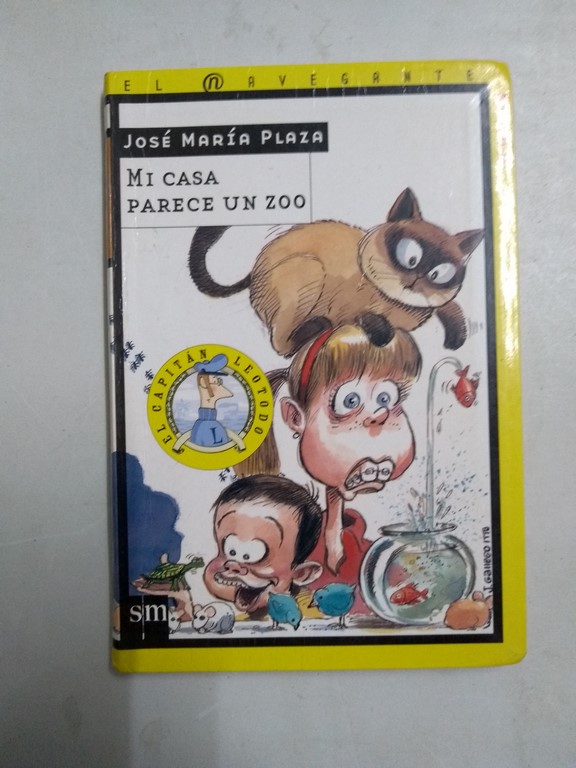 EL NAVEGANTE
JOSÉ MARÍA PLAZA
MI CASA
PARECE UN ZOO
EL CAPITÁN LEOTODO
L
sm